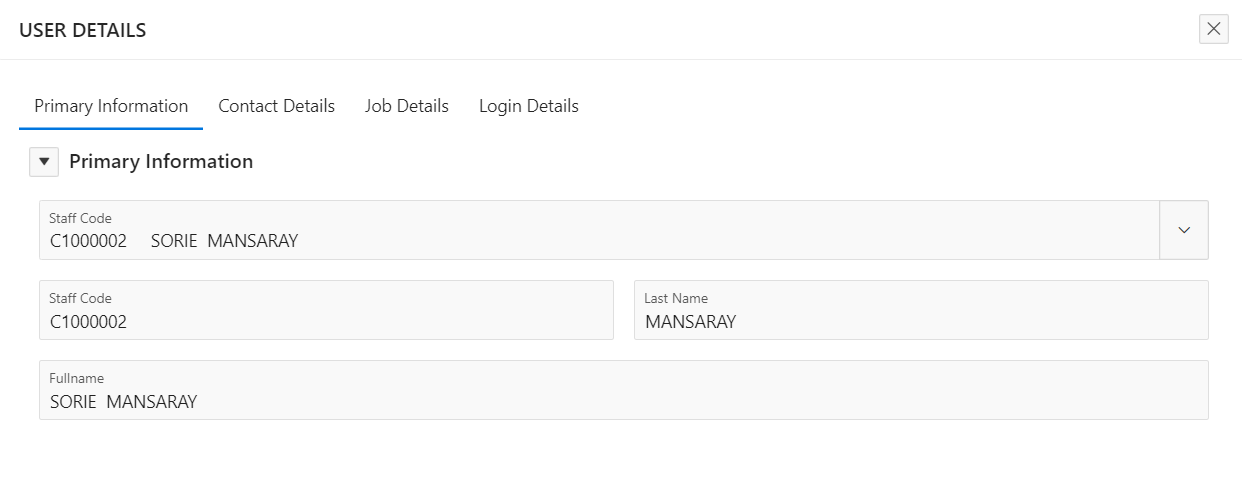 USER DETAILS
Primary Information Contact Details Job Details Login Details
Primary Information
Staff Code
C1000002 SORIE MANSARAY
Staff Code
C1000002
Last Name
MANSARAY
Fullname
SORIE MANSARAY